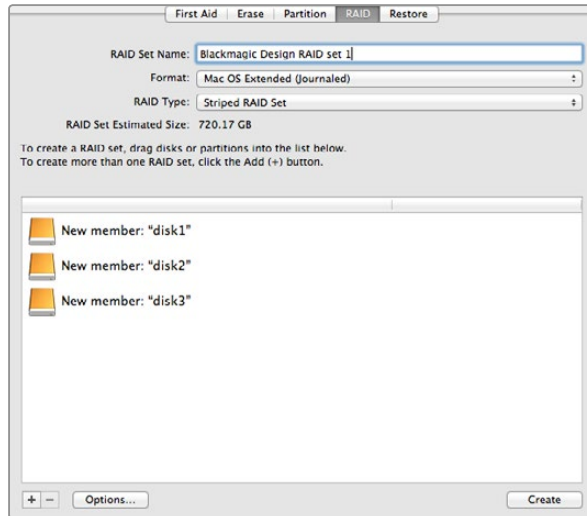 First Aid Erase Partition RAID Restore
RAID Set Name: Blackmagic Design RAID set 1
Format: Mac OS Extended (Journaled)
RAID Type: Striped RAID Set
RAID Set Estimated Size: 720.17 GB
To create a RAID set, drag disks or partitions into the list below.
To create more than one RAID set, click the Add (+) button.
New member: “disk1”
New member: “disk2”
New member: “disk3”
+ − Options... Create